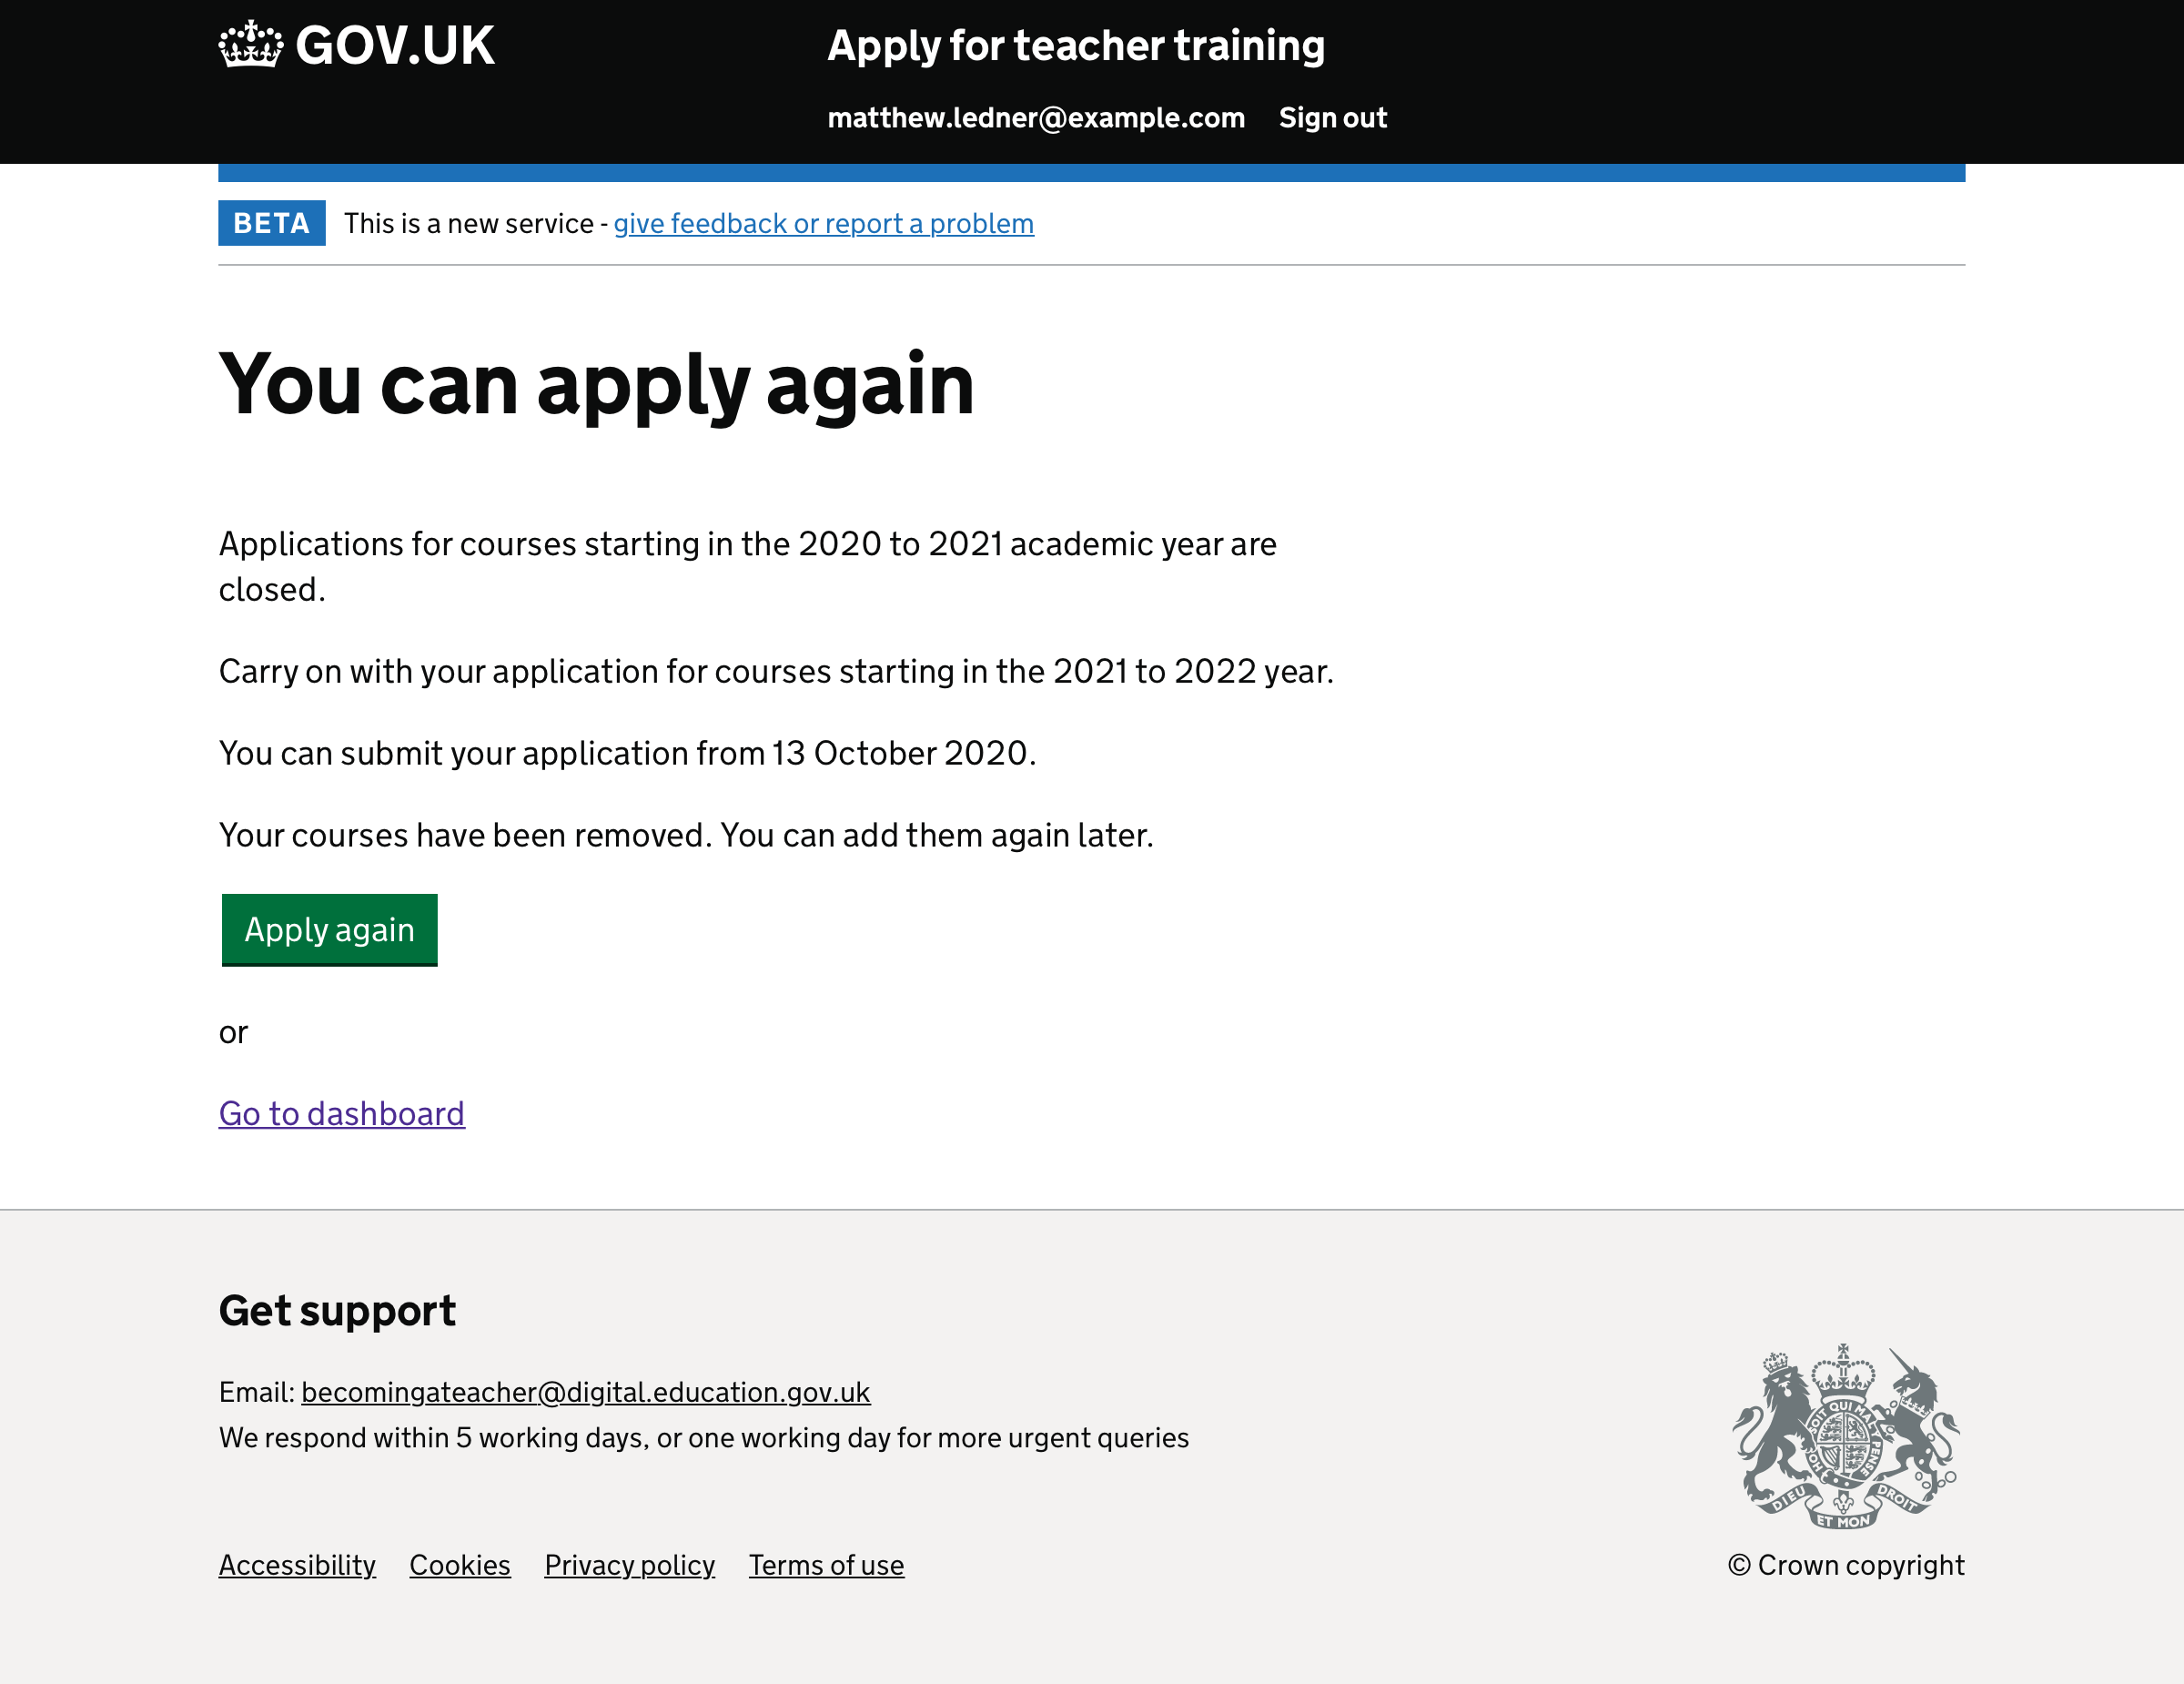 GOV.UK
Apply for teacher training
matthew.ledner@example.com Sign out
BETA This is a new service - give feedback or report a problem
You can apply again
Applications for courses starting in the 2020 to 2021 academic year are
closed.
Carry on with your application for courses starting in the 2021 to 2022 year.
You can submit your application from 13 October 2020.
Your courses have been removed. You can add them again later.
Apply again
or
Go to dashboard
Get support
Email: becomingateacher@digital.education.gov.uk
We respond within 5 working days, or one working day for more urgent queries
SOIT QUI MAL
PENSE
HON
DIEU ET MON DROIT
Accessibility Cookies Privacy policy Terms of use
© Crown copyright